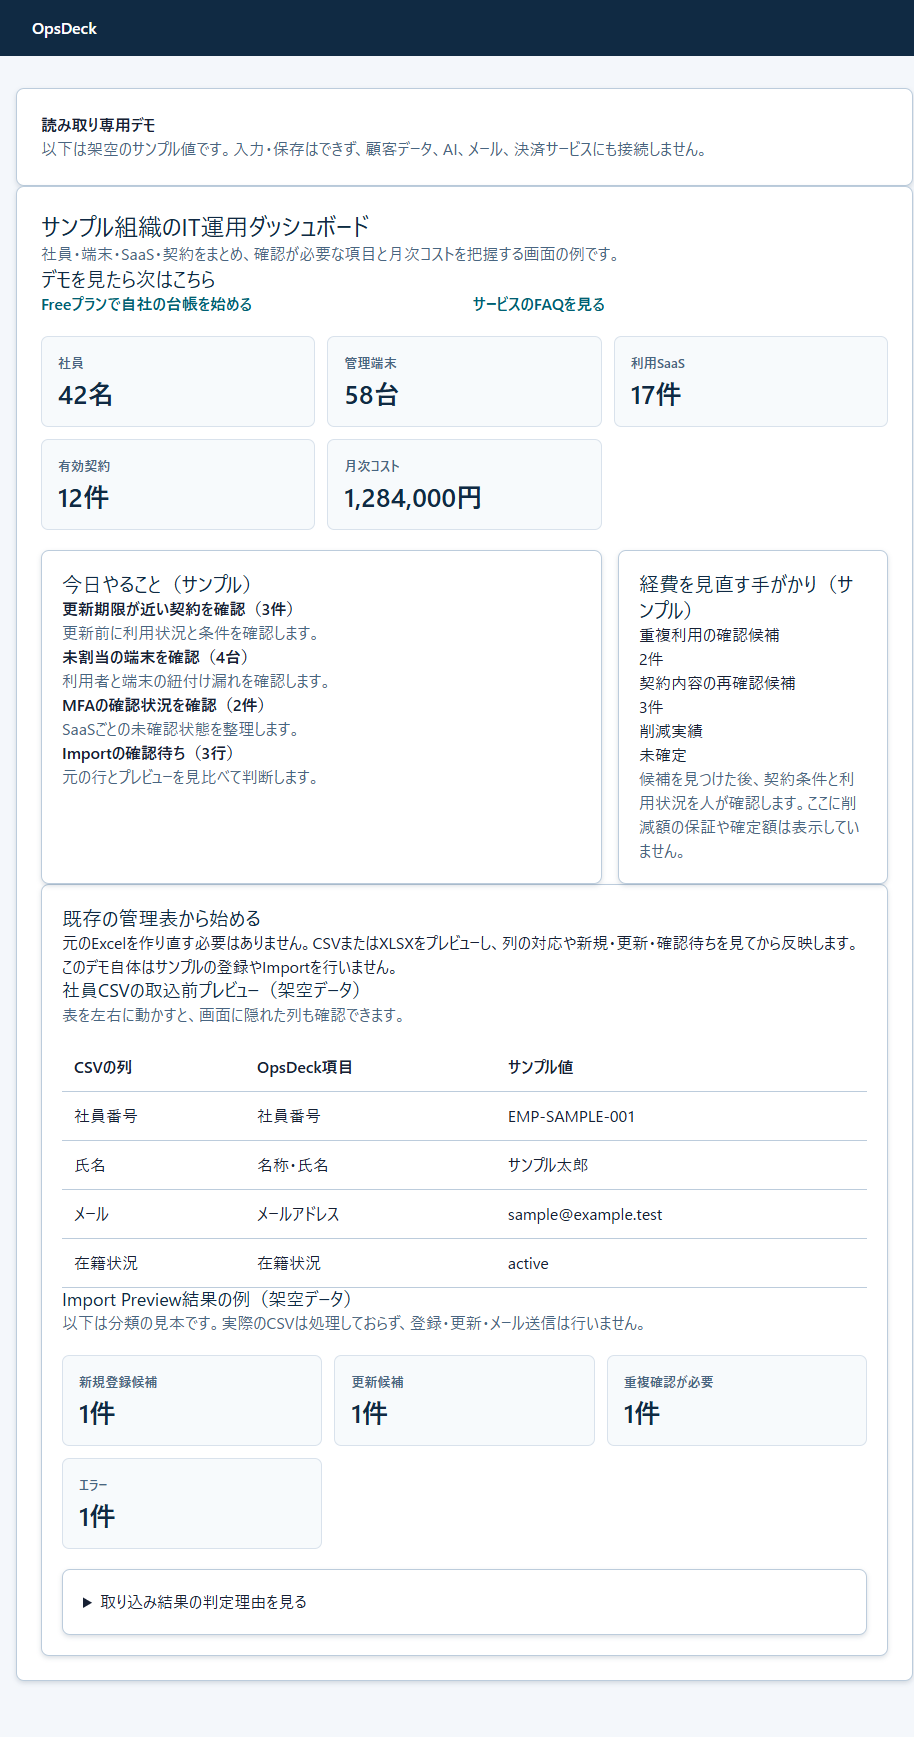 OpsDeck
読み取り専用デモ
以下は架空のサンプル値です。入力・保存はできず、顧客データ、AI、メール、決済サービスにも接続しません。
サンプル組織のIT運用ダッシュボード
社員・端末・SaaS・契約をまとめ、確認が必要な項目と月次コストを把握する画面の例です。
デモを見たら次はこちら
Freeプランで自社の台帳を始める
サービスのFAQを見る
社員
42名
管理端末
58台
利用SaaS
17件
有効契約
12件
月次コスト
1,284,000円
今日やること（サンプル）
更新期限が近い契約を確認（3件）
更新前に利用状況と条件を確認します。
未割当の端末を確認（4台）
利用者と端末の紐付け漏れを確認します。
MFAの確認状況を確認（2件）
SaaSごとの未確認状態を整理します。
Importの確認待ち（3行）
元の行とプレビューを見比べて判断します。
経費を見直す手がかり（サ
ンプル）
重複利用の確認候補
2件
契約内容の再確認候補
3件
削減実績
未確定
候補を見つけた後、契約条件と利
用状況を人が確認します。ここに削
減額の保証や確定額は表示してい
ません。
既存の管理表から始める
元のExcelを作り直す必要はありません。CSVまたはXLSXをプレビューし、列の対応や新規・更新・確認待ちを見てから反映します。
このデモ自体はサンプルの登録やImportを行いません。
社員CSVの取込前プレビュー（架空データ）
表を左右に動かすと、画面に隠れた列も確認できます。
CSVの列 OpsDeck項目 サンプル値
社員番号 社員番号 EMP-SAMPLE-001
氏名 名称・氏名 サンプル太郎
メール メールアドレス sample@example.test
在籍状況 在籍状況 active
Import Preview結果の例（架空データ）
以下は分類の見本です。実際のCSVは処理しておらず、登録・更新・メール送信は行いません。
新規登録候補
1件
更新候補
1件
重複確認が必要
1件
エラー
1件
▶ 取り込み結果の判定理由を見る